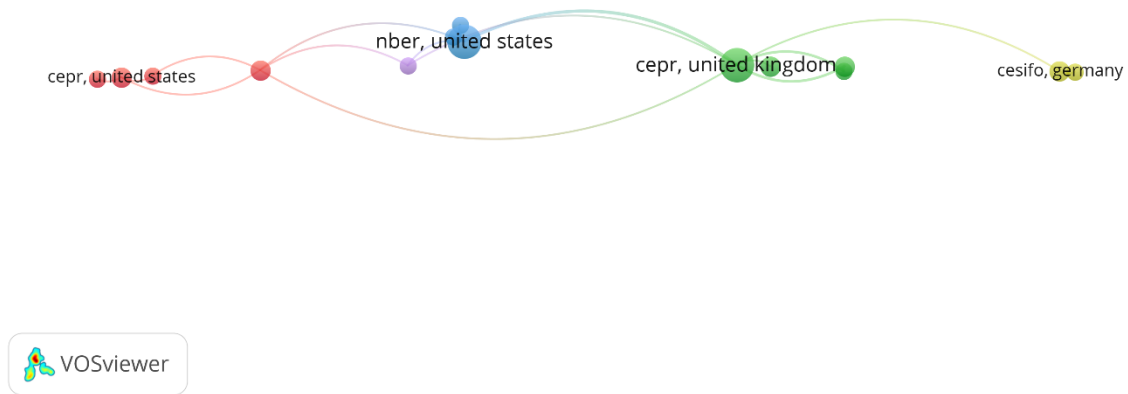 nber, united states
cepr, united kingdom
cepr, united states
cesifo, germany
VOSviewer